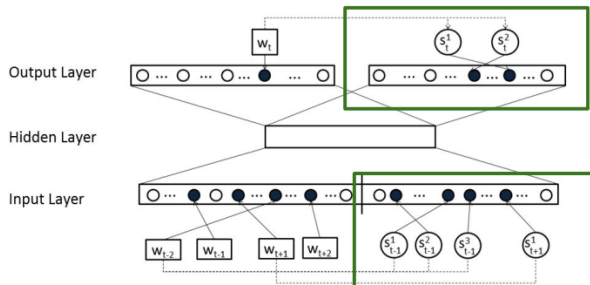 w_t s_t^1 s_t^2
... ... ... ... ... ... ...
Output Layer
Hidden Layer
Input Layer
... ... ... ... ... ... ...
w_{t-2} w_{t-1} w_{t+1} w_{t+2} s_{t-1}^1 s_{t-1}^2 s_{t-1}^3 s_{t+1}^1